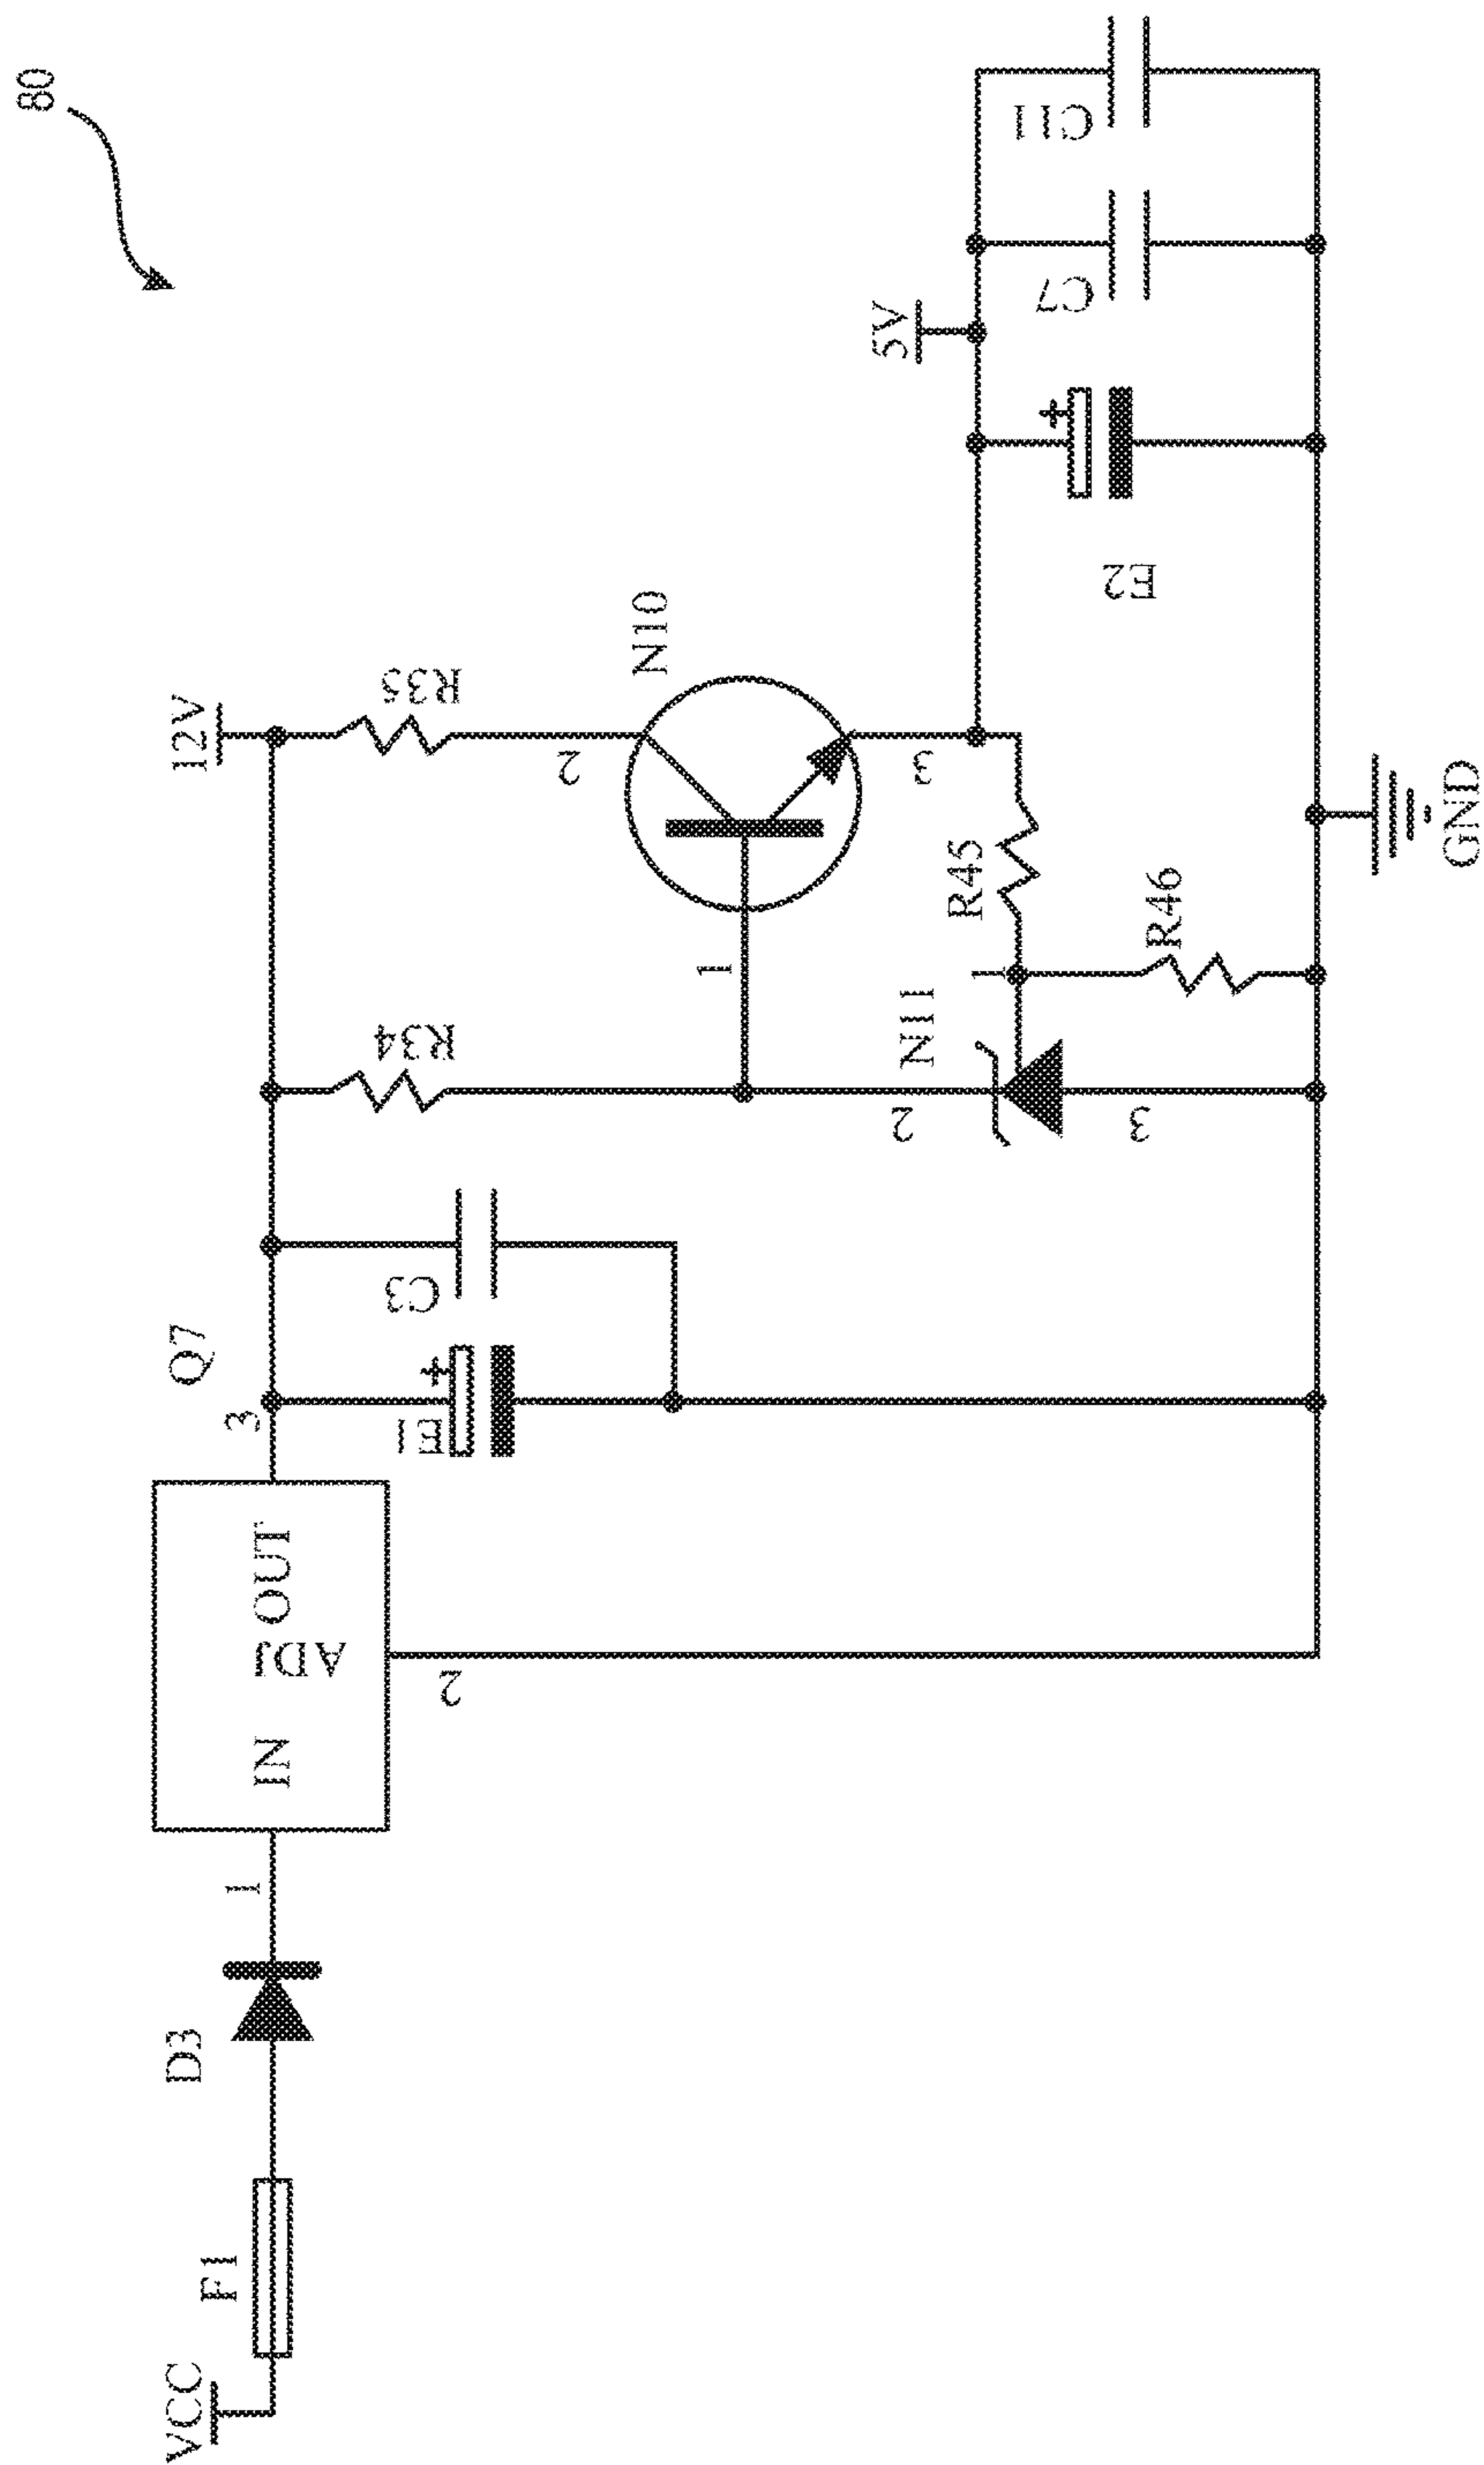 80
VCC
F1
D3
1
IN
ADJ
OUT
2
3
Q7
E1
C3
12V
R34
R35
2
N10
1
3
N11
2
1
3
R45
R46
GND
5V
E2
C7
C11